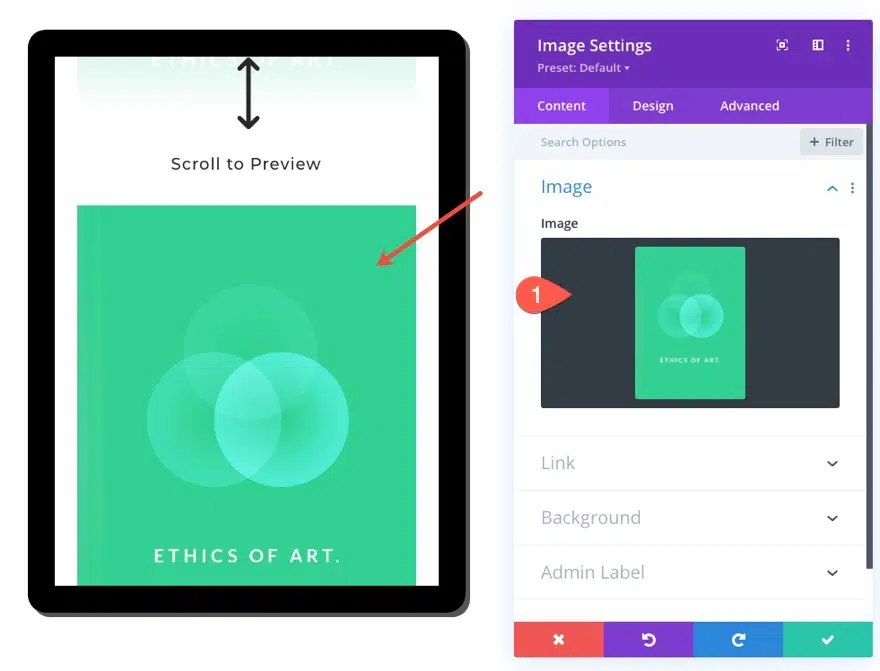 ETHICS OF ART.
Scroll to Preview
ETHICS OF ART.
Image Settings
Preset: Default
Content Design Advanced
Search Options
+ Filter
Image
Image
1
ETHICS OF ART.
Link
Background
Admin Label